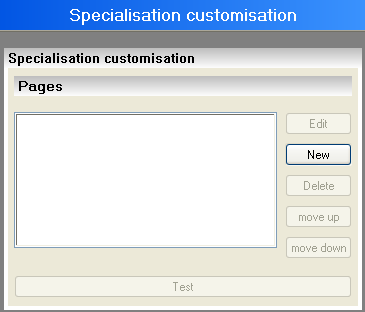 Specialisation customisation
Specialisation customisation
Pages
Edit
New
Delete
move up
move down
Test